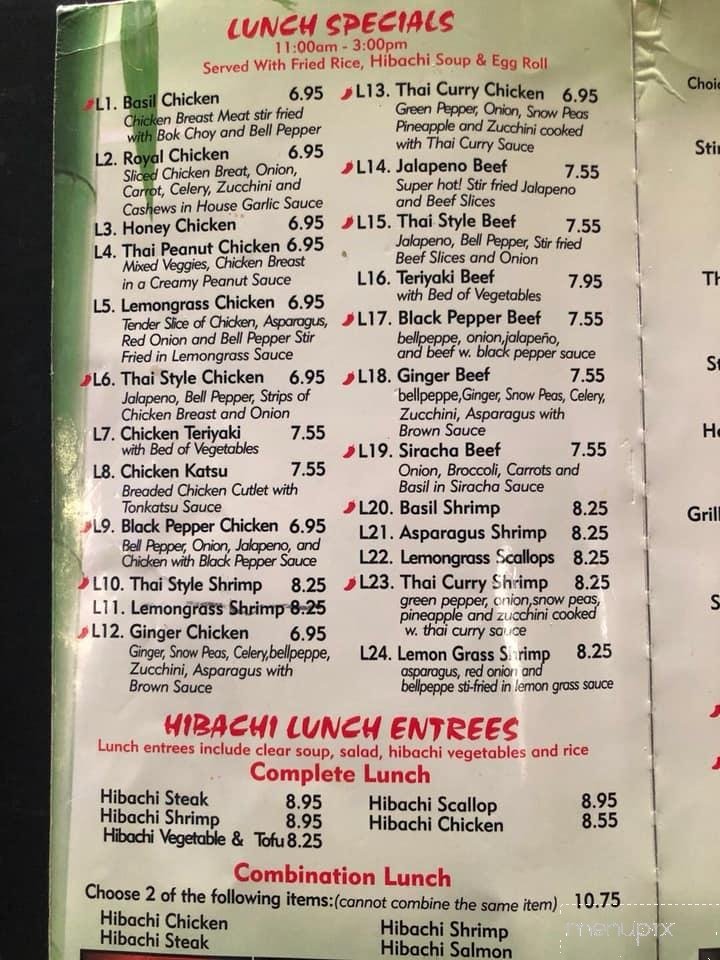 LUNCH SPECIALS
11:00am - 3:00pm
Served With Fried Rice, Hibachi Soup & Egg Roll
L1. Basil Chicken 6.95
Chicken Breast Meat stir fried
with Bok Choy and Bell Pepper
L2. Royal Chicken 6.95
Sliced Chicken Breat, Onion,
Carrot, Celery, Zucchini and
Cashews in House Garlic Sauce
L3. Honey Chicken 6.95
L4. Thai Peanut Chicken 6.95
Mixed Veggies, Chicken Breast
in a Creamy Peanut Sauce
L5. Lemongrass Chicken 6.95
Tender Slice of Chicken, Asparagus,
Red Onion and Bell Pepper Stir
Fried in Lemongrass Sauce
L6. Thai Style Chicken 6.95
Jalapeno, Bell Pepper, Strips of
Chicken Breast and Onion
L7. Chicken Teriyaki 7.55
with Bed of Vegetables
L8. Chicken Katsu 7.55
Breaded Chicken Cutlet with
Tonkatsu Sauce
L9. Black Pepper Chicken 6.95
Bell Pepper, Onion, Jalapeno, and
Chicken with Black Pepper Sauce
L10. Thai Style Shrimp 8.25
L11. Lemongrass Shrimp 8.25
L12. Ginger Chicken 6.95
Ginger, Snow Peas, Celery,bellpeppe,
Zucchini, Asparagus with
Brown Sauce
L13. Thai Curry Chicken 6.95
Green Pepper, Onion, Snow Peas
Pineapple and Zucchini cooked
with Thai Curry Sauce
L14. Jalapeno Beef 7.55
Super hot! Stir fried Jalapeno
and Beef Slices
L15. Thai Style Beef 7.55
Jalapeno, Bell Pepper, Stir fried
Beef Slices and Onion
L16. Teriyaki Beef 7.95
with Bed of Vegetables
L17. Black Pepper Beef 7.55
bellpeppe, onion,jalapeño,
and beef w. black pepper sauce
L18. Ginger Beef 7.55
bellpeppe,Ginger, Snow Peas, Celery,
Zucchini, Asparagus with
Brown Sauce
L19. Siracha Beef 7.55
Onion, Broccoli, Carrots and
Basil in Siracha Sauce
L20. Basil Shrimp 8.25
L21. Asparagus Shrimp 8.25
L22. Lemongrass Scallops 8.25
L23. Thai Curry Shrimp 8.25
green pepper, onion,snow peas,
pineapple and zucchini cooked
w. thai curry sauce
L24. Lemon Grass Shrimp 8.25
asparagus, red onion and
bellpeppe sti-fried in lemon grass sauce
HIBACHI LUNCH ENTREES
Lunch entrees include clear soup, salad, hibachi vegetables and rice
Complete Lunch
Hibachi Steak 8.95
Hibachi Shrimp 8.95
Hibachi Vegetable & Tofu 8.25
Hibachi Scallop 8.95
Hibachi Chicken 8.55
Combination Lunch
Choose 2 of the following items:(cannot combine the same item) 10.75
Hibachi Chicken
Hibachi Steak
Hibachi Shrimp
Hibachi Salmon
menupix